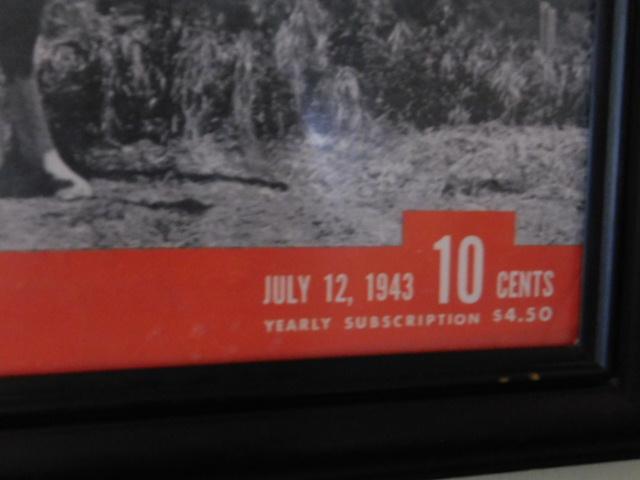 JULY 12, 1943 10 CENTS
YEARLY SUBSCRIPTION $4.50